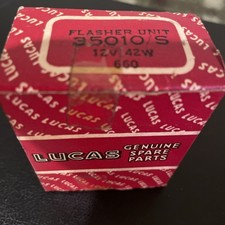 FLASHER UNIT
35010/S
12V 42W
660
LUCAS
GENUINE
SPARE
PARTS